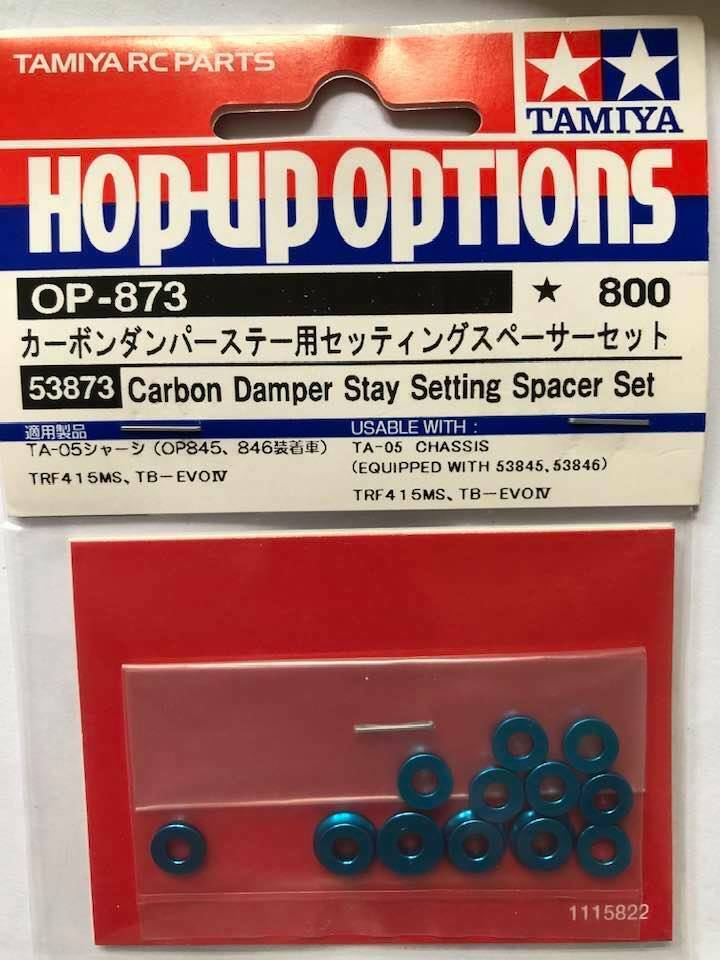 TAMIYA RC PARTS
TAMIYA
HOP-UP OPTIONS
OP-873 ★ 800
カーボンダンパーステー用セッティングスペーサーセット
53873 Carbon Damper Stay Setting Spacer Set
適用製品
TA-05シャーシ（OP845、846装着車）
TRF415MS、TB-EVOⅣ
USABLE WITH :
TA-05 CHASSIS
(EQUIPPED WITH 53845, 53846)
TRF415MS、TB-EVOⅣ
1115822